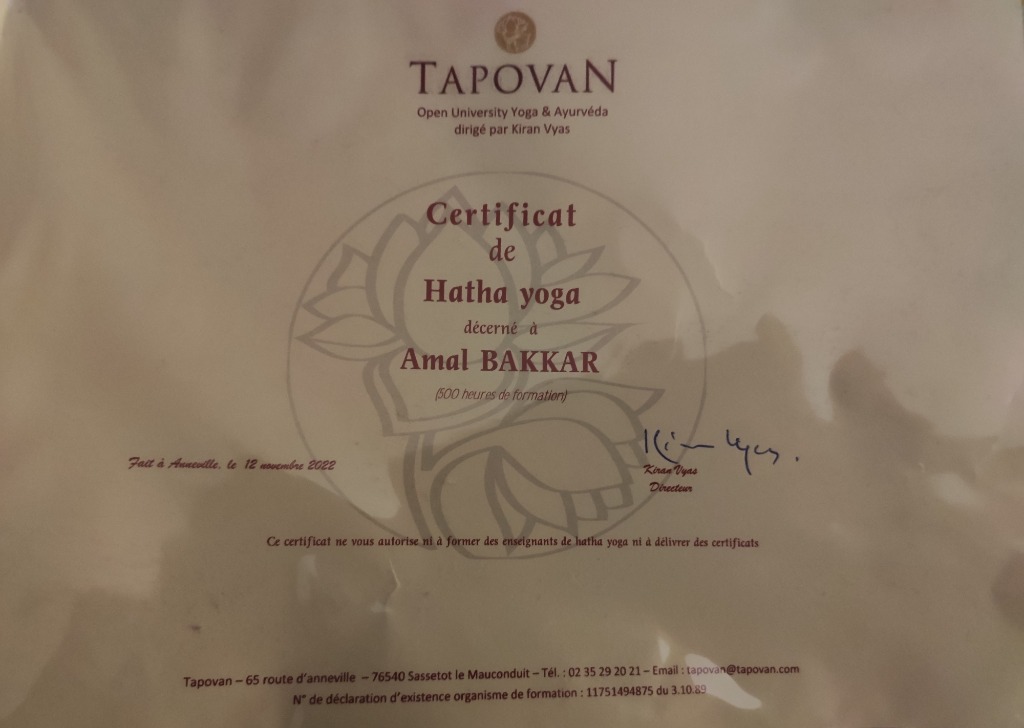 TAPOVAN
Open University Yoga & Ayurvéda
dirigé par Kiran Vyas
Certificat
de
Hatha yoga
décerné à
Amal BAKKAR
(500 heures de formation)
Kiran Vyas.
Fait à Anneville, le 12 novembre 2022
Kiran Vyas
Directeur
Ce certificat ne vous autorise ni à former des enseignants de hatha yoga ni à délivrer des certificats
Tapovan – 65 route d'anneville – 76540 Sassetot le Mauconduit – Tél. : 02 35 29 20 21 – Email : tapovan@tapovan.com
N° de déclaration d'existence organisme de formation : 11751494875 du 3.10.89